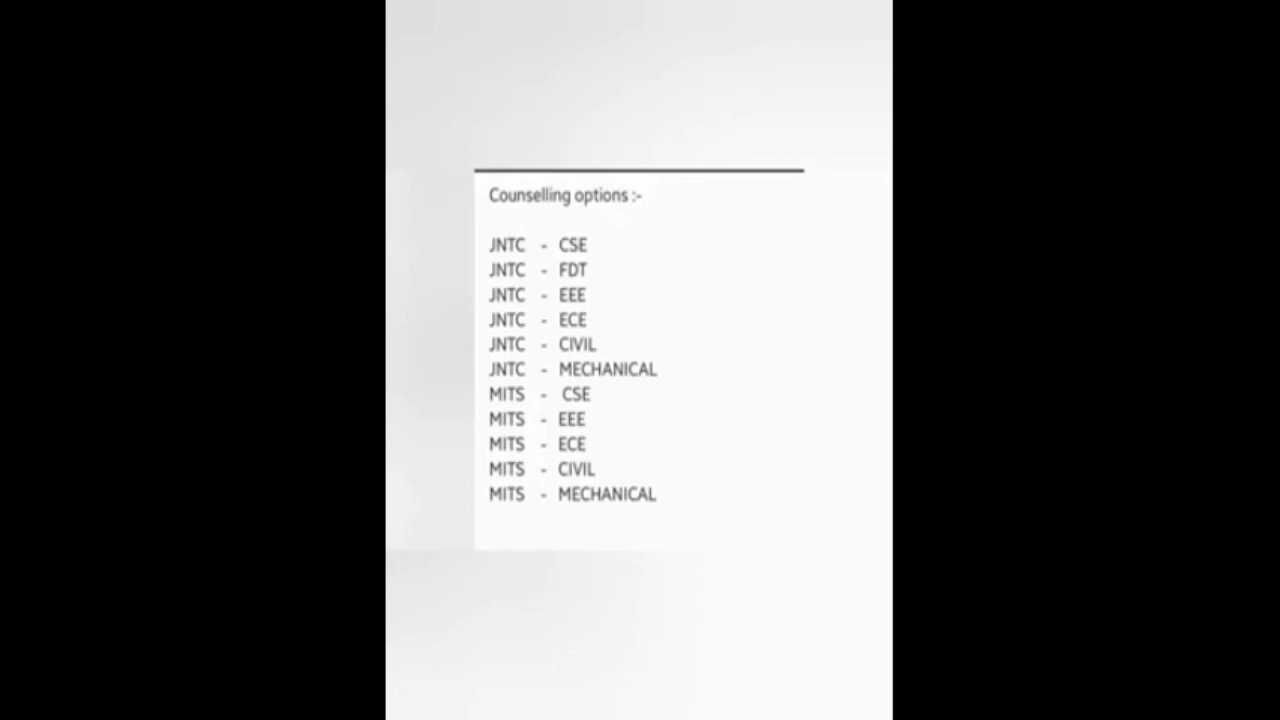 Counselling options :-
JNTC - CSE
JNTC - FDT
JNTC - EEE
JNTC - ECE
JNTC - CIVIL
JNTC - MECHANICAL
MITS - CSE
MITS - EEE
MITS - ECE
MITS - CIVIL
MITS - MECHANICAL